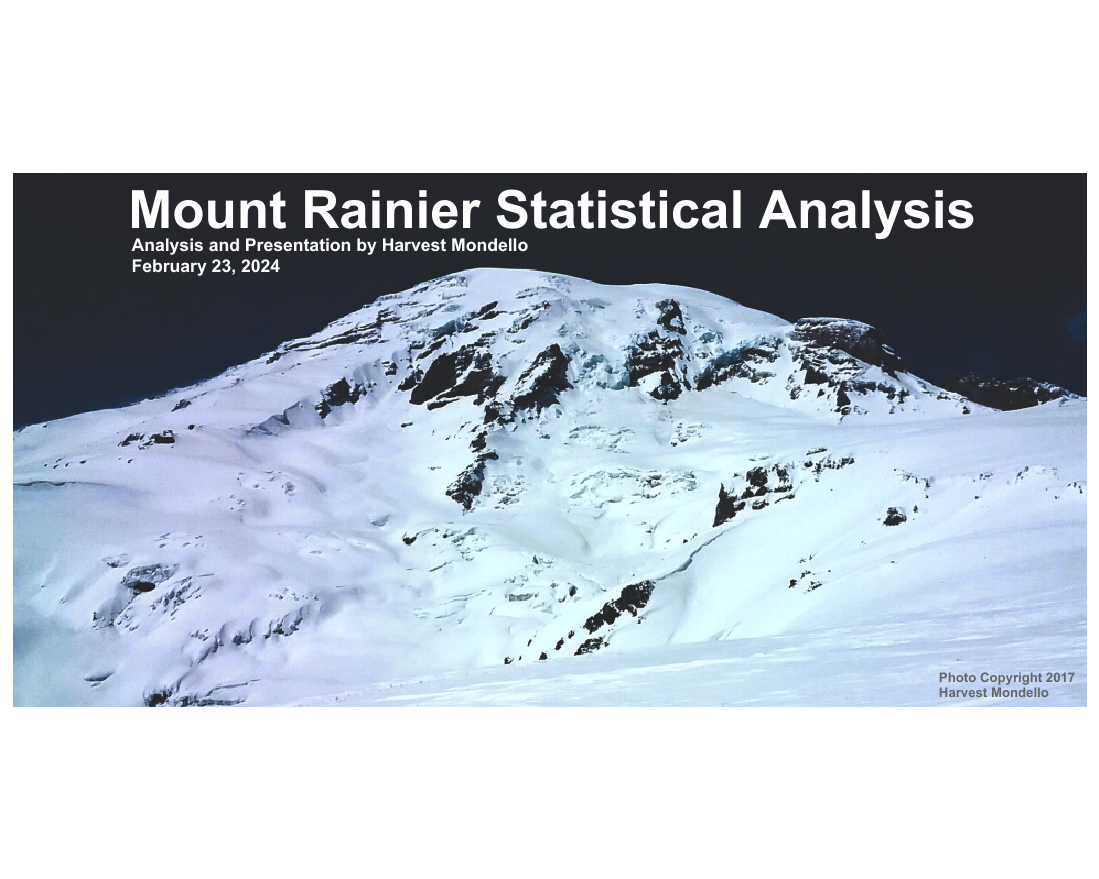 Mount Rainier Statistical Analysis
Analysis and Presentation by Harvest Mondello
February 23, 2024
Photo Copyright 2017
Harvest Mondello